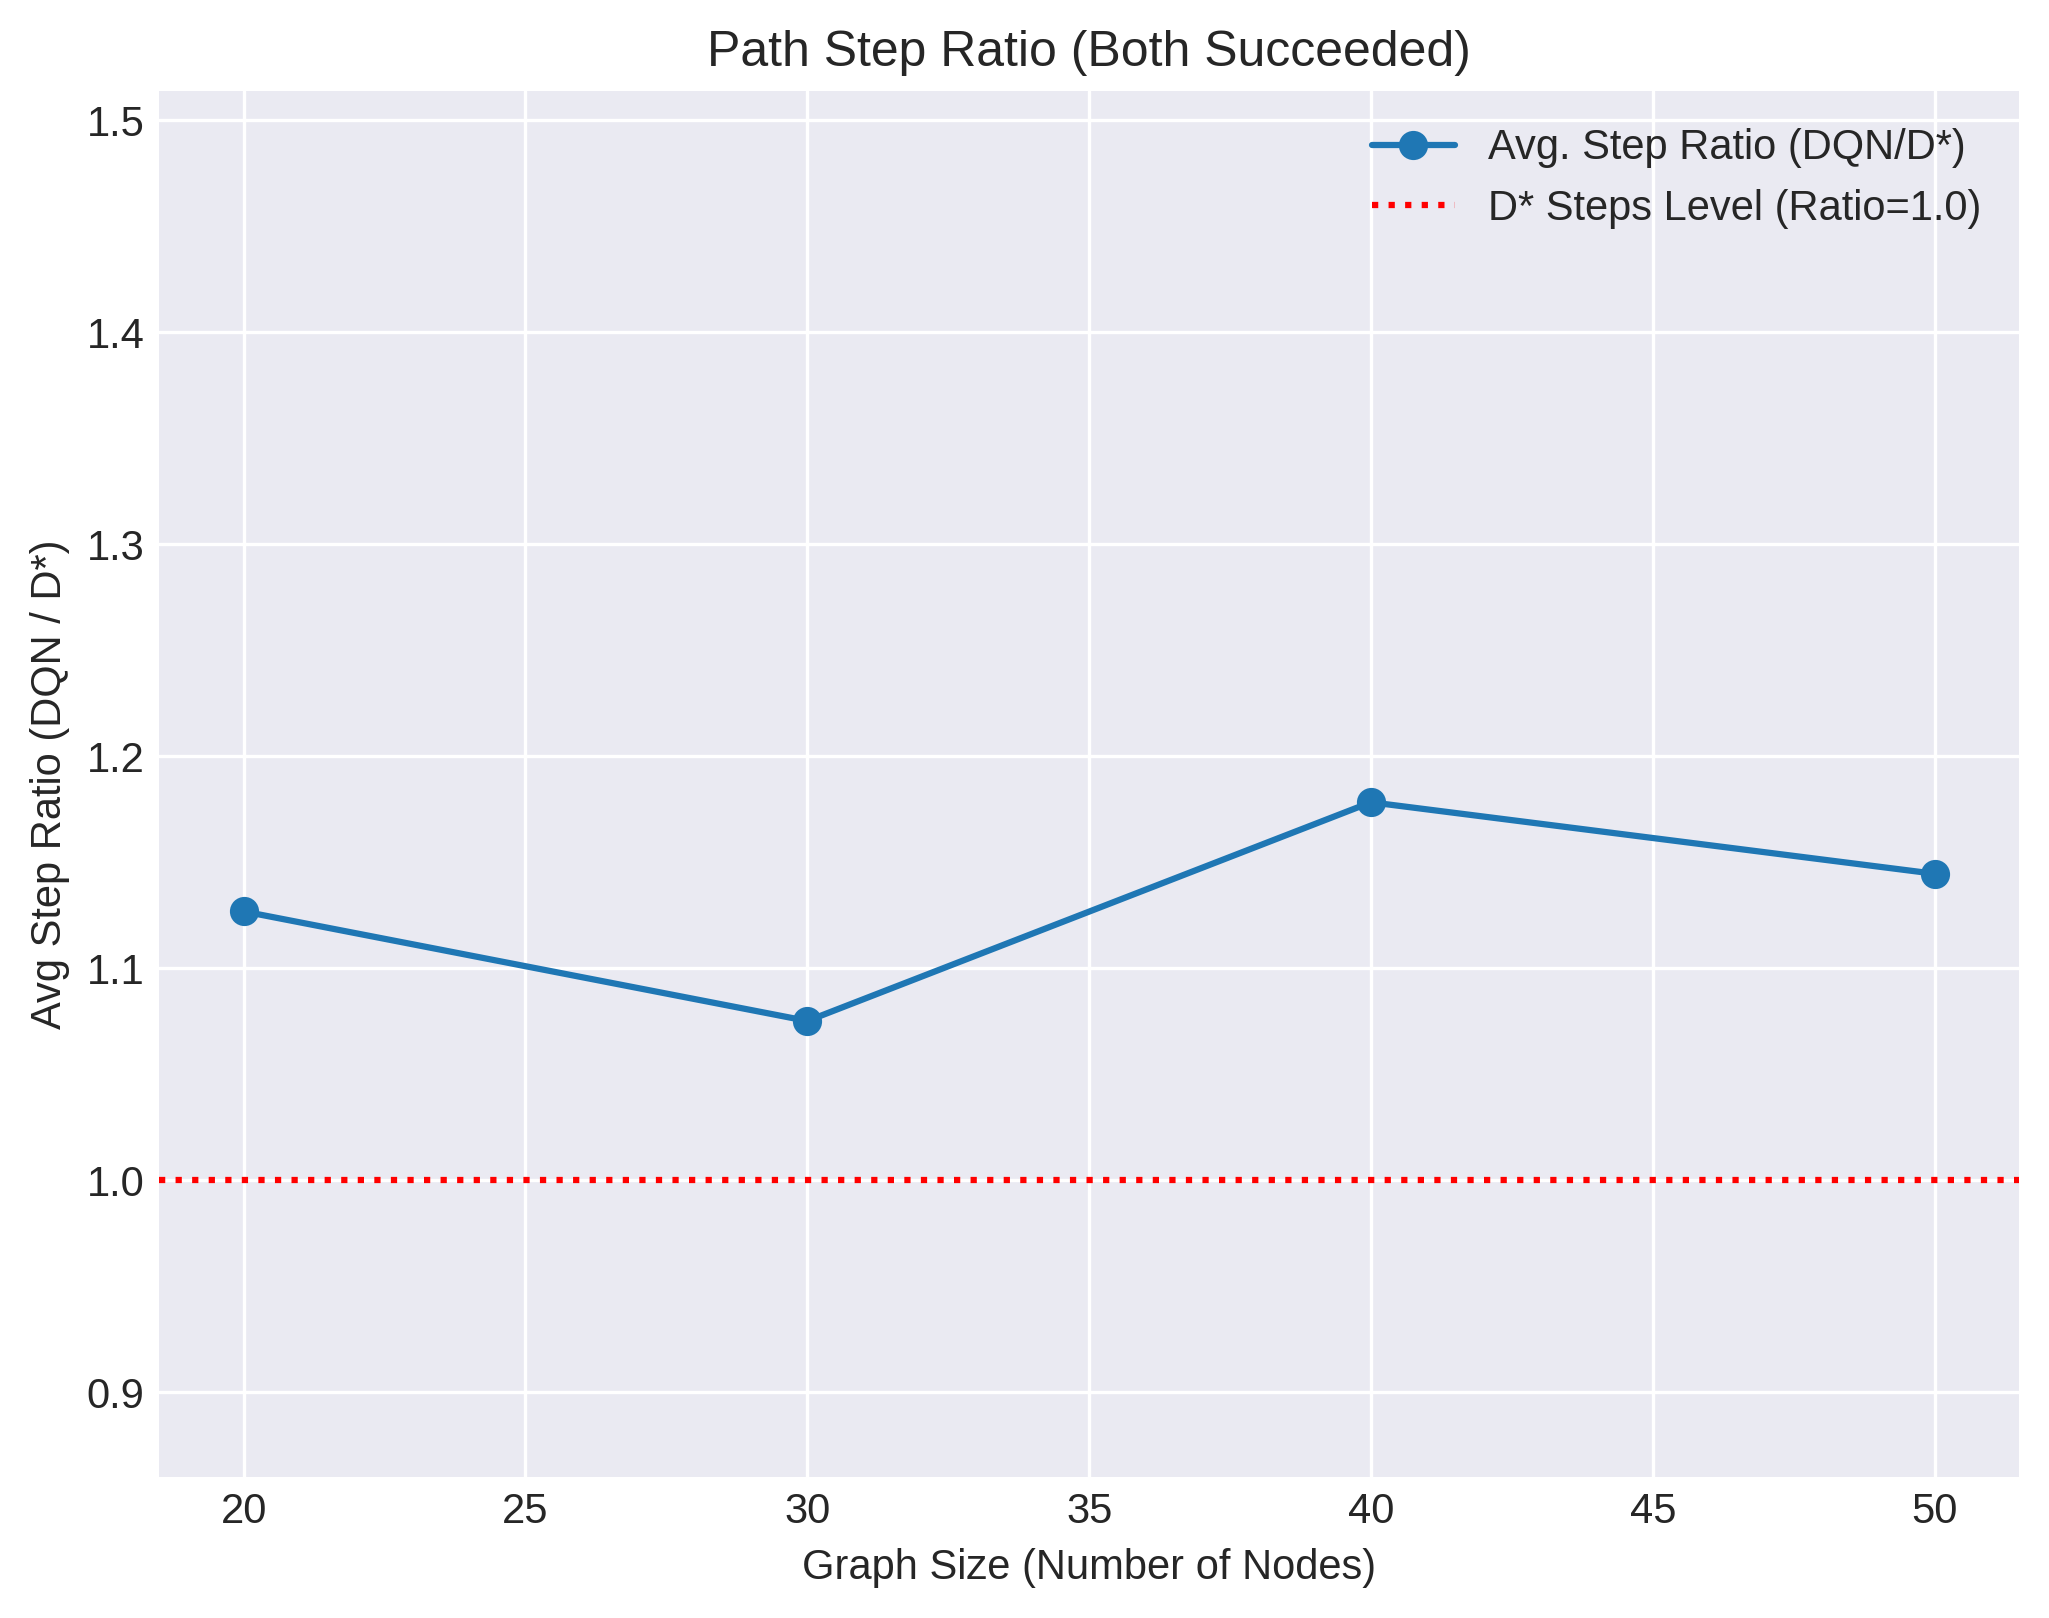 Path Step Ratio (Both Succeeded)
Avg. Step Ratio (DQN/D*)
D* Steps Level (Ratio=1.0)
Avg Step Ratio (DQN / D*)
1.5
1.4
1.3
1.2
1.1
1.0
0.9
20 25 30 35 40 45 50
Graph Size (Number of Nodes)